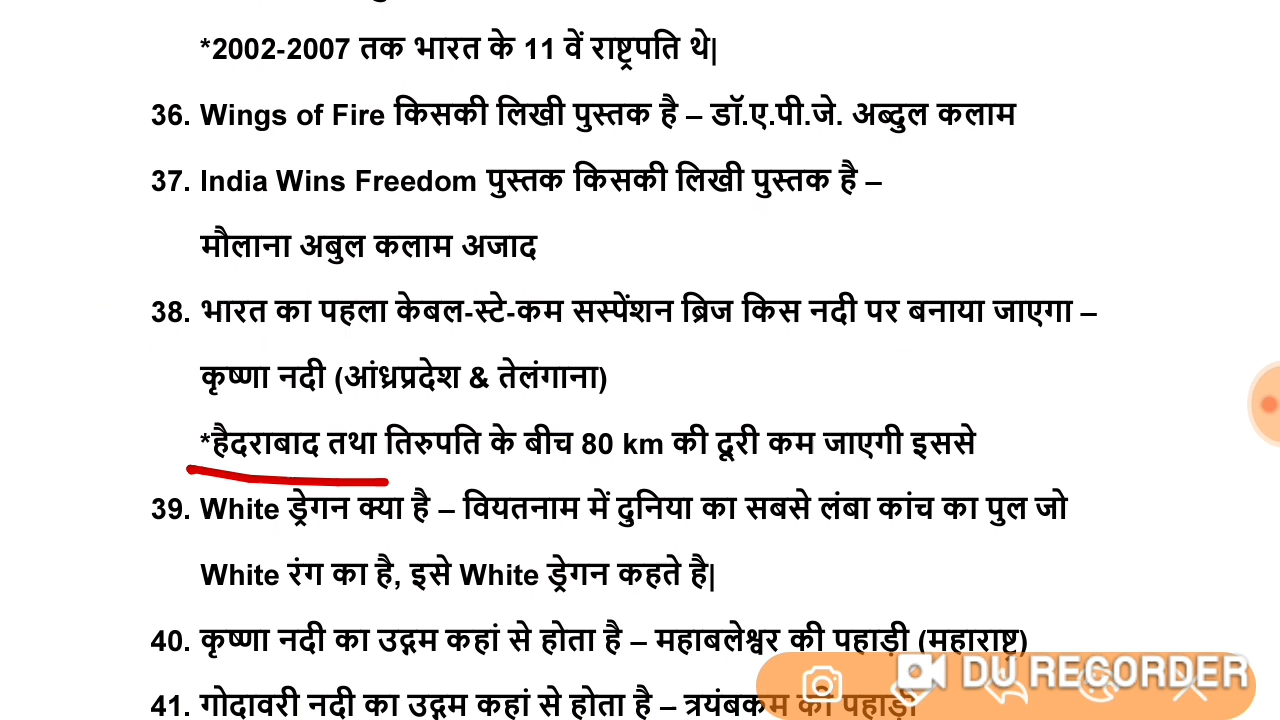 *2002-2007 तक भारत के 11 वें राष्ट्रपति थे|
36. Wings of Fire किसकी लिखी पुस्तक है – डॉ.ए.पी.जे. अब्दुल कलाम
37. India Wins Freedom पुस्तक किसकी लिखी पुस्तक है –
मौलाना अबुल कलाम अजाद
38. भारत का पहला केबल-स्टे-कम सस्पेंशन ब्रिज किस नदी पर बनाया जाएगा –
कृष्णा नदी (आंध्रप्रदेश & तेलंगाना)
*हैदराबाद तथा तिरुपति के बीच 80 km की दूरी कम जाएगी इससे
39. White ड्रेगन क्या है – वियतनाम में दुनिया का सबसे लंबा कांच का पुल जो
White रंग का है, इसे White ड्रेगन कहते है|
40. कृष्णा नदी का उद्गम कहां से होता है – महाबलेश्वर की पहाड़ी (महाराष्ट्र)
41. गोदावरी नदी का उद्गम कहां से होता है – त्रयंबकम की पहाड़ी
DU RECORDER